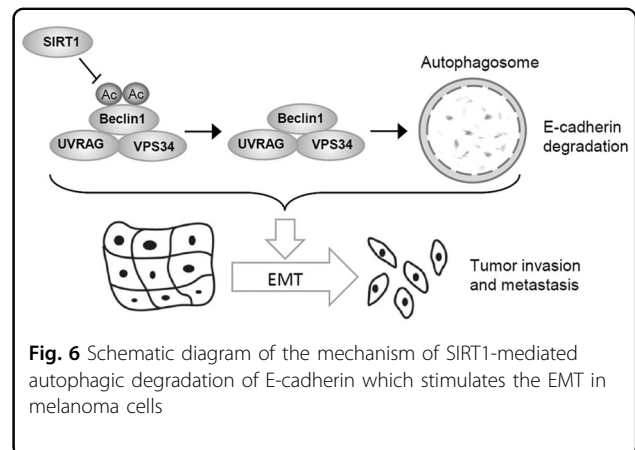 SIRT1
Ac Ac
Beclin1
UVRAG VPS34
Beclin1
UVRAG VPS34
Autophagosome
E-cadherin
degradation
EMT
Tumor invasion
and metastasis
Fig. 6 Schematic diagram of the mechanism of SIRT1-mediated
autophagic degradation of E-cadherin which stimulates the EMT in
melanoma cells